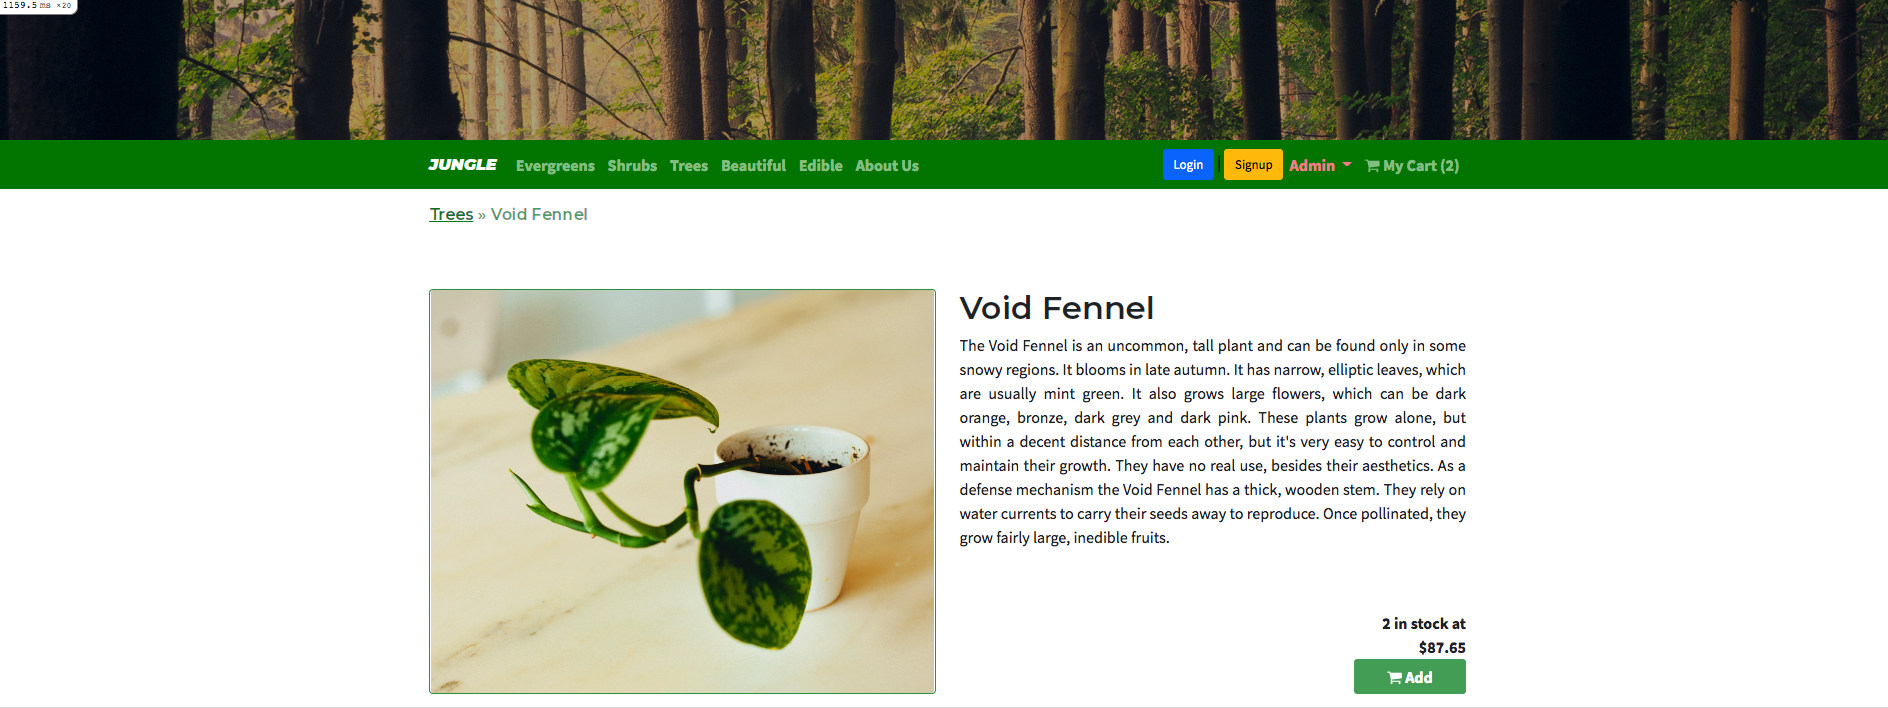 1159.5 ms ×20
JUNGLE Evergreens Shrubs Trees Beautiful Edible About Us Login | Signup Admin My Cart (2)
Trees » Void Fennel
Void Fennel
The Void Fennel is an uncommon, tall plant and can be found only in some
snowy regions. It blooms in late autumn. It has narrow, elliptic leaves, which
are usually mint green. It also grows large flowers, which can be dark
orange, bronze, dark grey and dark pink. These plants grow alone, but
within a decent distance from each other, but it's very easy to control and
maintain their growth. They have no real use, besides their aesthetics. As a
defense mechanism the Void Fennel has a thick, wooden stem. They rely on
water currents to carry their seeds away to reproduce. Once pollinated, they
grow fairly large, inedible fruits.
2 in stock at
$87.65
Add